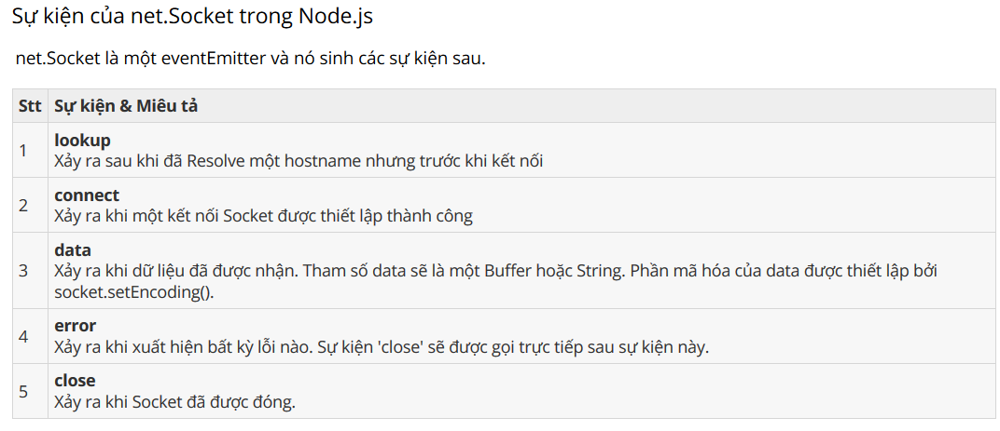 Sự kiện của net.Socket trong Node.js
net.Socket là một eventEmitter và nó sinh các sự kiện sau.
Stt Sự kiện & Miêu tả
1 lookup
Xảy ra sau khi đã Resolve một hostname nhưng trước khi kết nối
2 connect
Xảy ra khi một kết nối Socket được thiết lập thành công
3 data
Xảy ra khi dữ liệu đã được nhận. Tham số data sẽ là một Buffer hoặc String. Phần mã hóa của data được thiết lập bởi
socket.setEncoding().
4 error
Xảy ra khi xuất hiện bất kỳ lỗi nào. Sự kiện 'close' sẽ được gọi trực tiếp sau sự kiện này.
5 close
Xảy ra khi Socket đã được đóng.